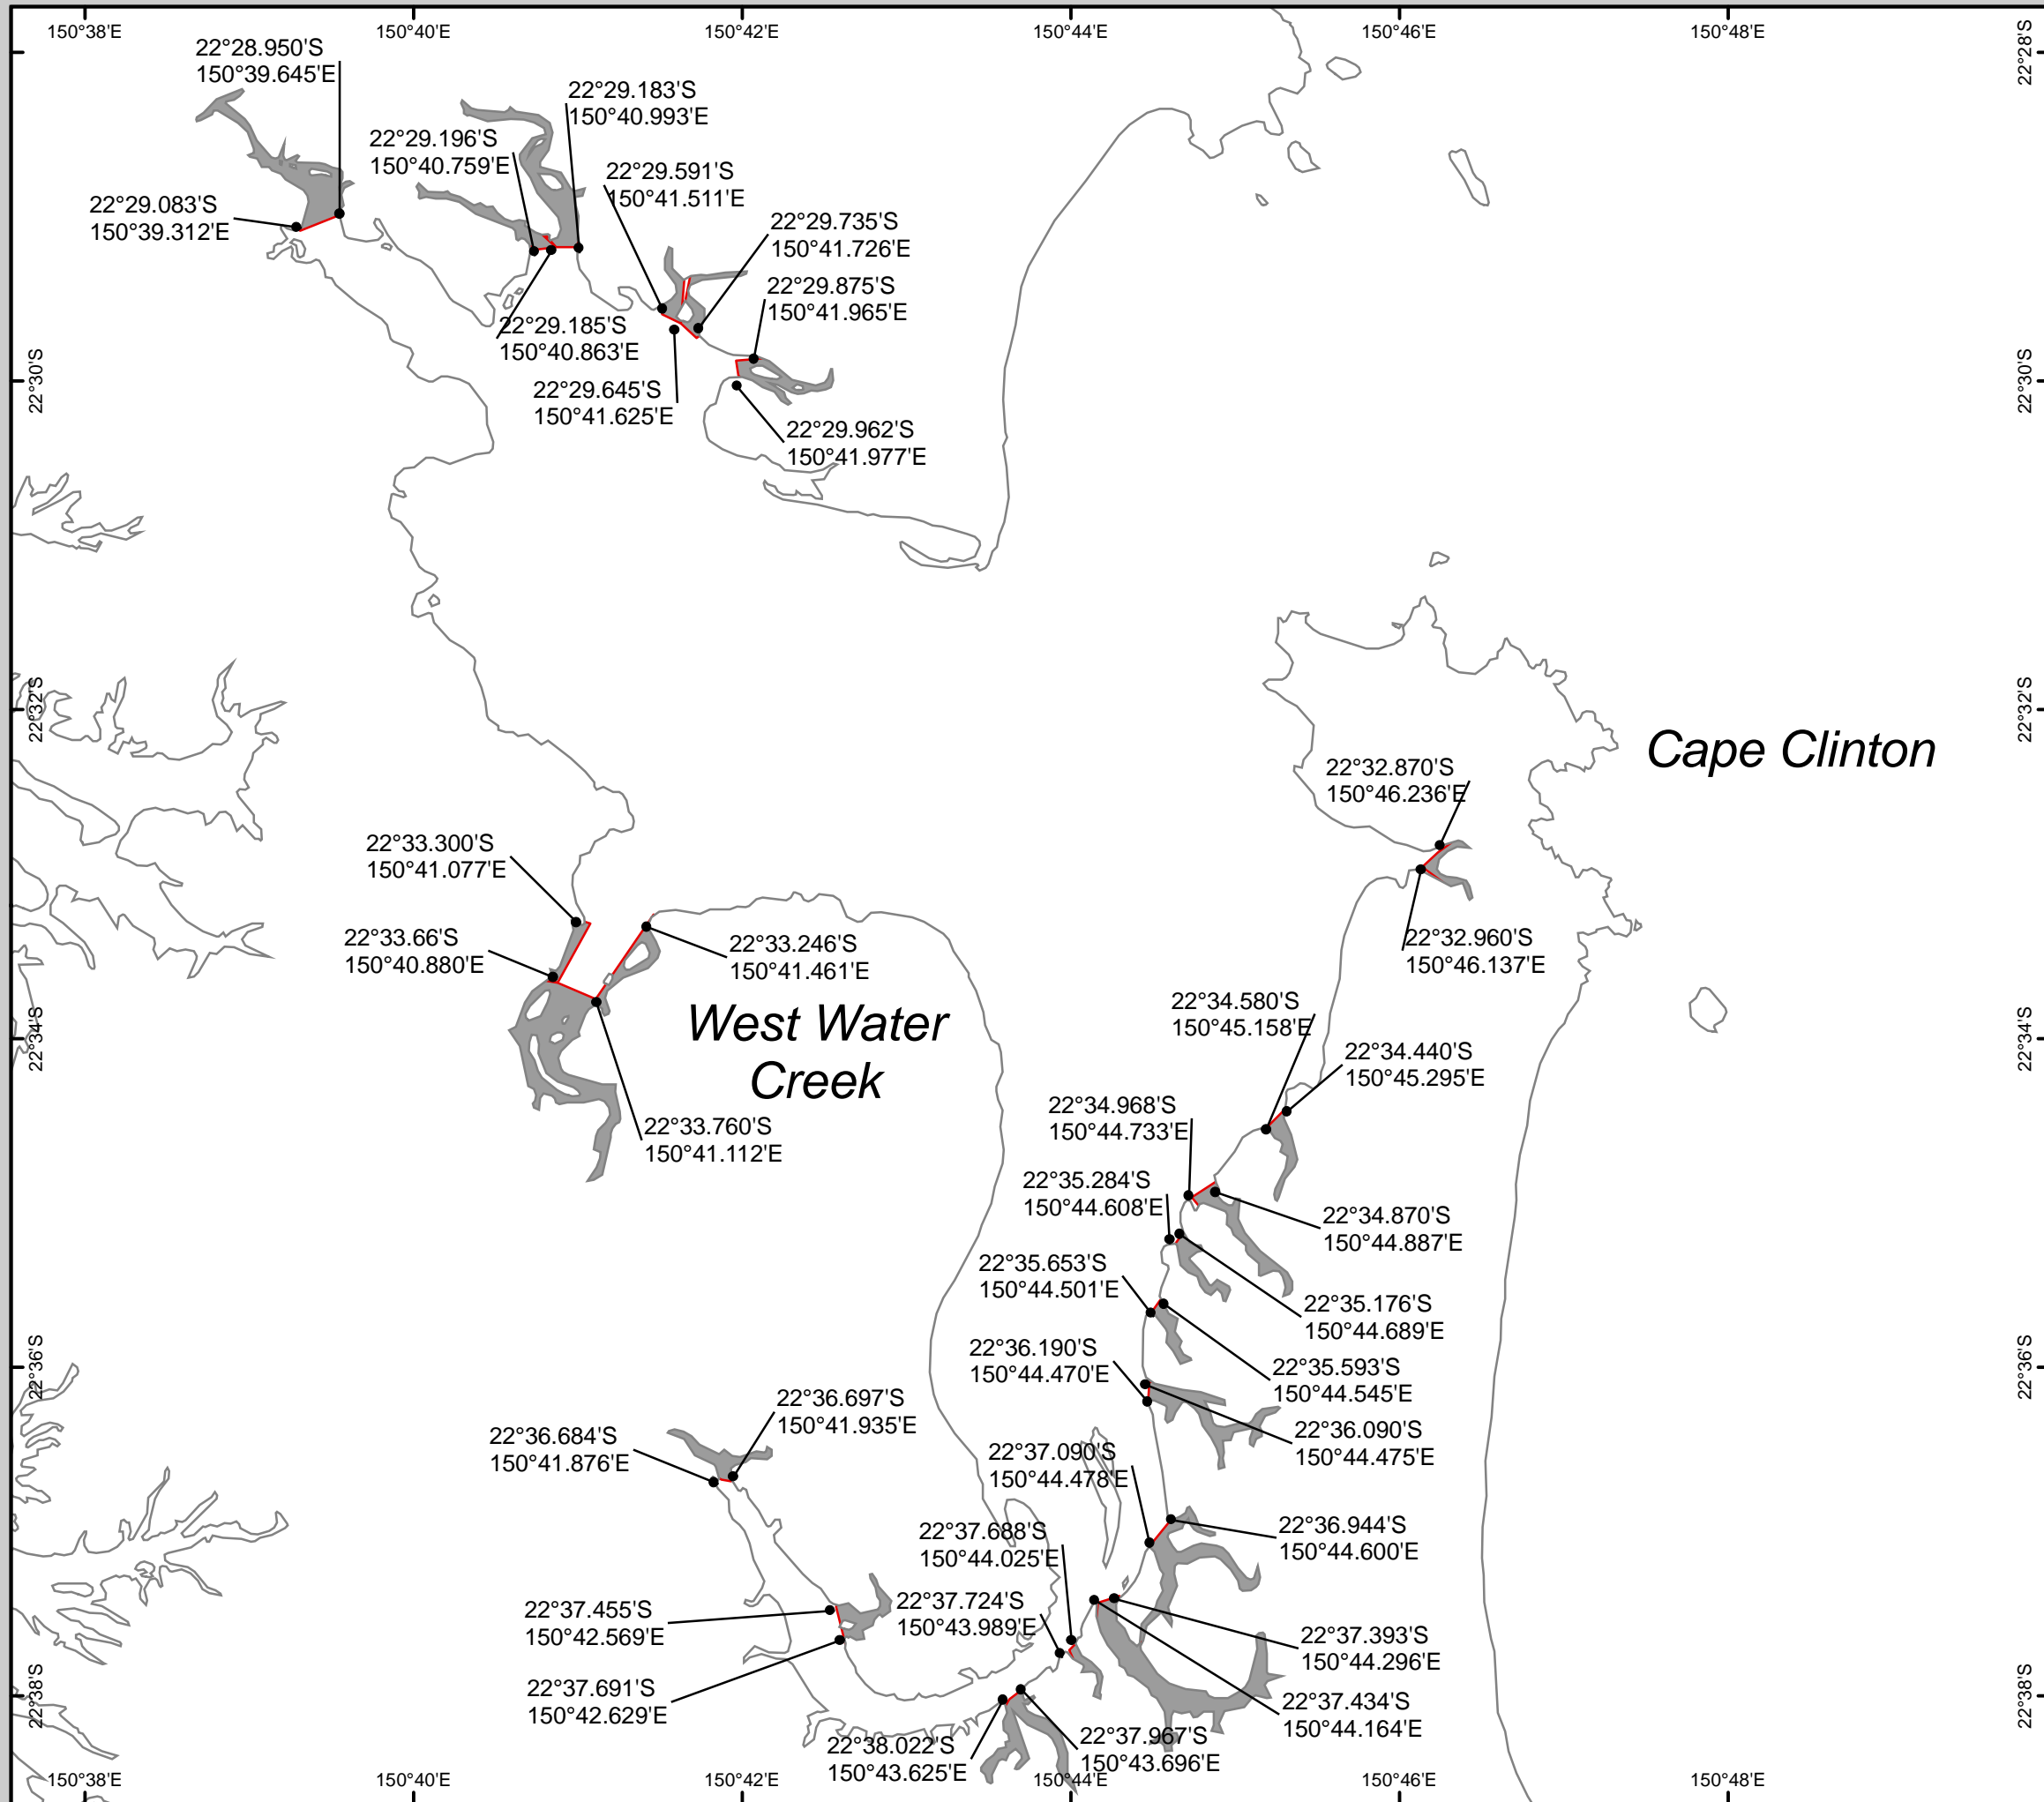 150°38'E
150°40'E
150°42'E
150°44'E
150°46'E
150°48'E
22°28'S
22°28.950'S
150°39.645'E
22°29.183'S
150°40.993'E
22°29.196'S
150°40.759'E
22°29.591'S
150°41.511'E
22°29.083'S
150°39.312'E
22°29.735'S
150°41.726'E
22°29.875'S
150°41.965'E
22°29.185'S
150°40.863'E
22°30'S
22°30'S
22°29.645'S
150°41.625'E
22°29.962'S
150°41.977'E
22°32'S
22°32'S
Cape Clinton
22°32.870'S
150°46.236'E
22°33.300'S
150°41.077'E
22°33.66'S
150°40.880'E
22°33.246'S
150°41.461'E
22°32.960'S
150°46.137'E
West Water
Creek
22°34.580'S
150°45.158'E
22°34'S
22°34'S
22°34.440'S
150°45.295'E
22°34.968'S
150°44.733'E
22°33.760'S
150°41.112'E
22°35.284'S
150°44.608'E
22°34.870'S
150°44.887'E
22°35.653'S
150°44.501'E
22°35.176'S
150°44.689'E
22°36.190'S
150°44.470'E
22°36'S
22°36'S
22°35.593'S
150°44.545'E
22°36.697'S
150°41.935'E
22°36.684'S
150°41.876'E
22°36.090'S
150°44.475'E
22°37.090'S
150°44.478'E
22°37.688'S
150°44.025'E
22°36.944'S
150°44.600'E
22°37.455'S
150°42.569'E
22°37.724'S
150°43.989'E
22°37.393'S
150°44.296'E
22°37.691'S
150°42.629'E
22°38'S
22°38'S
22°37.434'S
150°44.164'E
22°38.022'S
150°43.625'E
22°37.967'S
150°43.696'E
150°38'E
150°40'E
150°42'E
150°44'E
150°46'E
150°48'E